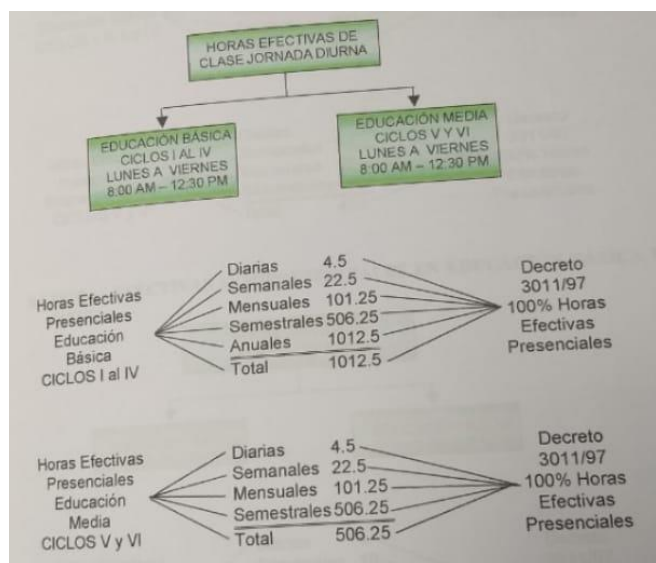 HORAS EFECTIVAS DE
CLASE JORNADA DIURNA
EDUCACIÓN BÁSICA
CICLOS I AL IV
LUNES A VIERNES
8:00 AM – 12:30 PM
EDUCACIÓN MEDIA
CICLOS V Y VI
LUNES A VIERNES
8:00 AM – 12:30 PM
Horas Efectivas
Presenciales
Educación
Básica
CICLOS I al IV
Diarias 4.5
Semanales 22.5
Mensuales 101.25
Semestrales 506.25
Anuales 1012.5
Total 1012.5
Decreto
3011/97
100% Horas
Efectivas
Presenciales
Horas Efectivas
Presenciales
Educación
Media
CICLOS V y VI
Diarias 4.5
Semanales 22.5
Mensuales 101.25
Semestrales 506.25
Total 506.25
Decreto
3011/97
100% Horas
Efectivas
Presenciales